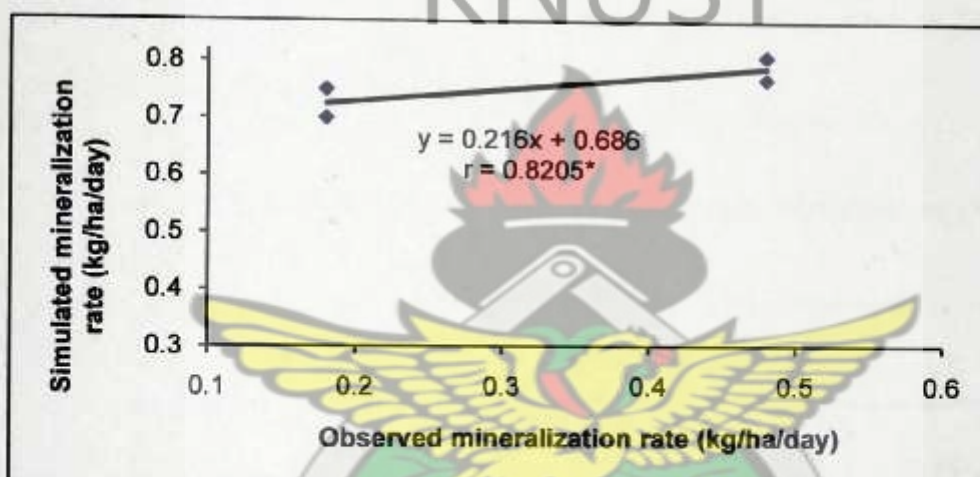 KNUST
Simulated mineralization
rate (kg/ha/day)
0.8
0.7
0.6
0.5
0.4
0.3
y = 0.216x + 0.686
r = 0.8205*
0.1 0.2 0.3 0.4 0.5 0.6
Observed mineralization rate (kg/ha/day)